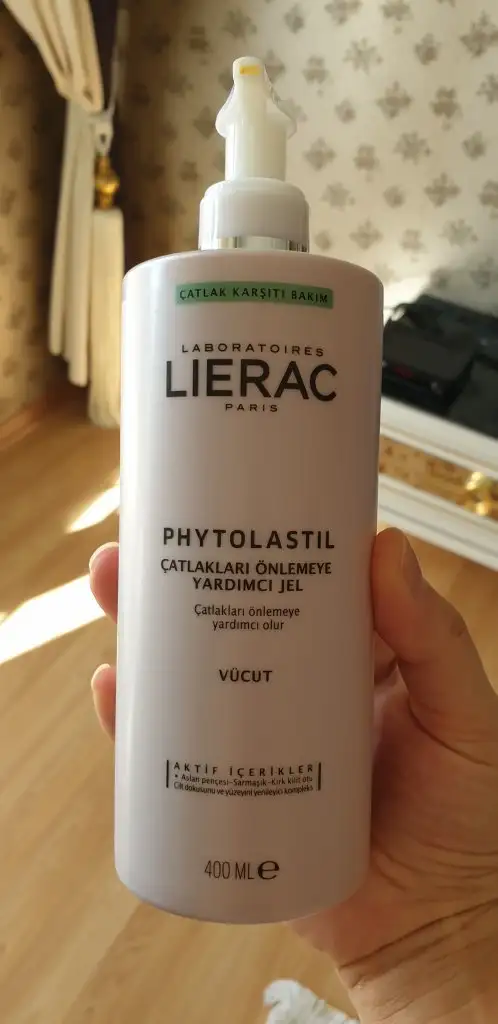 ÇATLAK KARŞITI BAKIM
LABORATOIRES
LIERAC
PARIS
PHYTOLASTIL
ÇATLAKLARI ÖNLEMEYE
YARDIMCI JEL
Çatlakları önlemeye
yardımcı olur
VÜCUT
AKTİF İÇERİKLER
• Aslan pençesi-Sarmaşık-Kırk kilit otu
Cilt dokusunu ve yüzeyini yenileyici kompleks
400 ML e